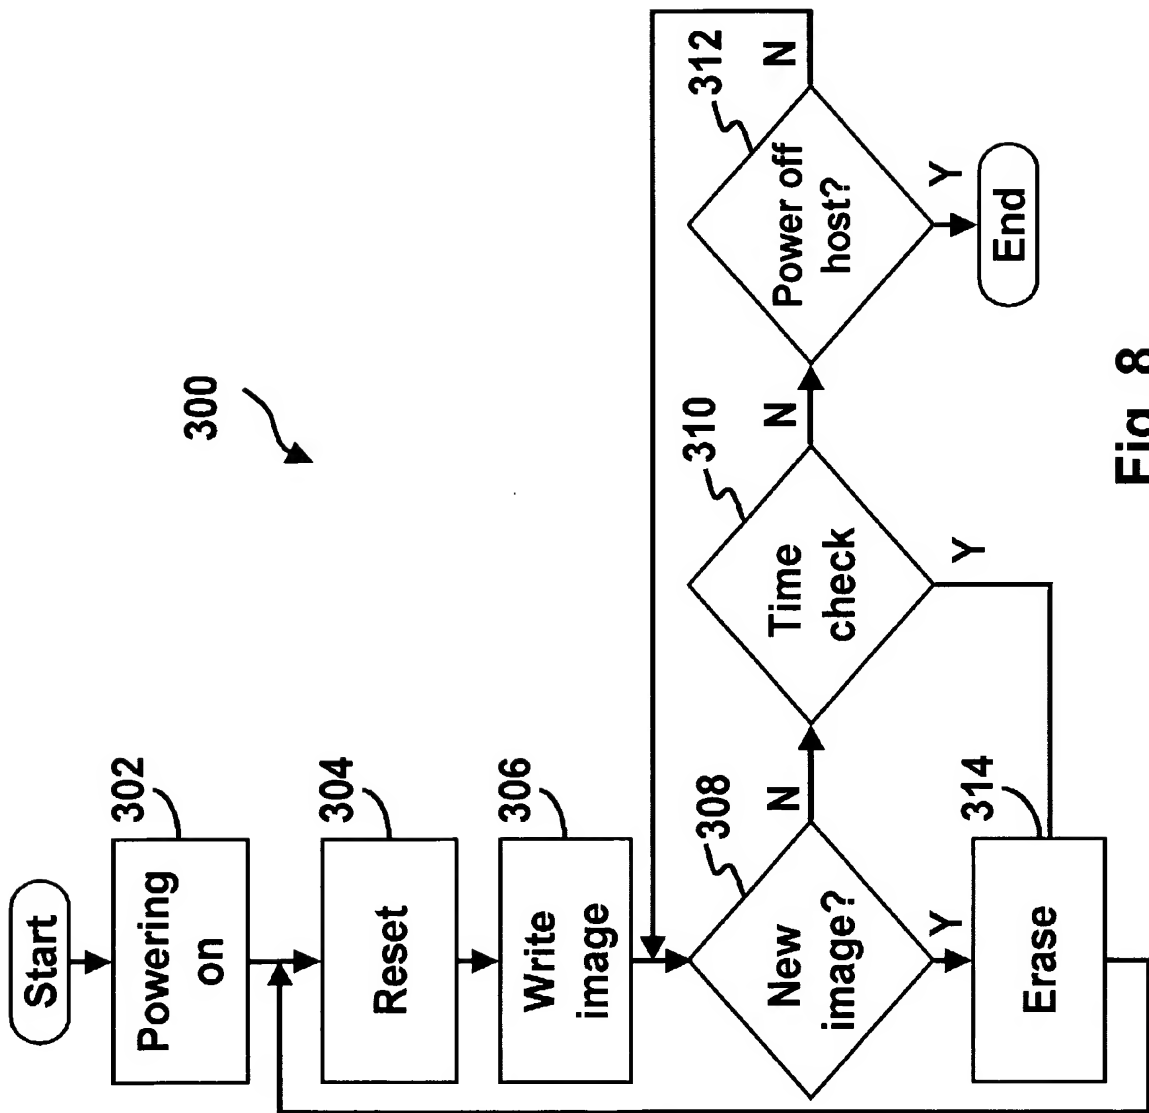 300
Start
Powering
on
302
Reset
304
Write
image
306
New
image?
308
N
Y
Time
check
310
N
Y
Power off
host?
312
N
Y
End
Erase
314
Fig. 8